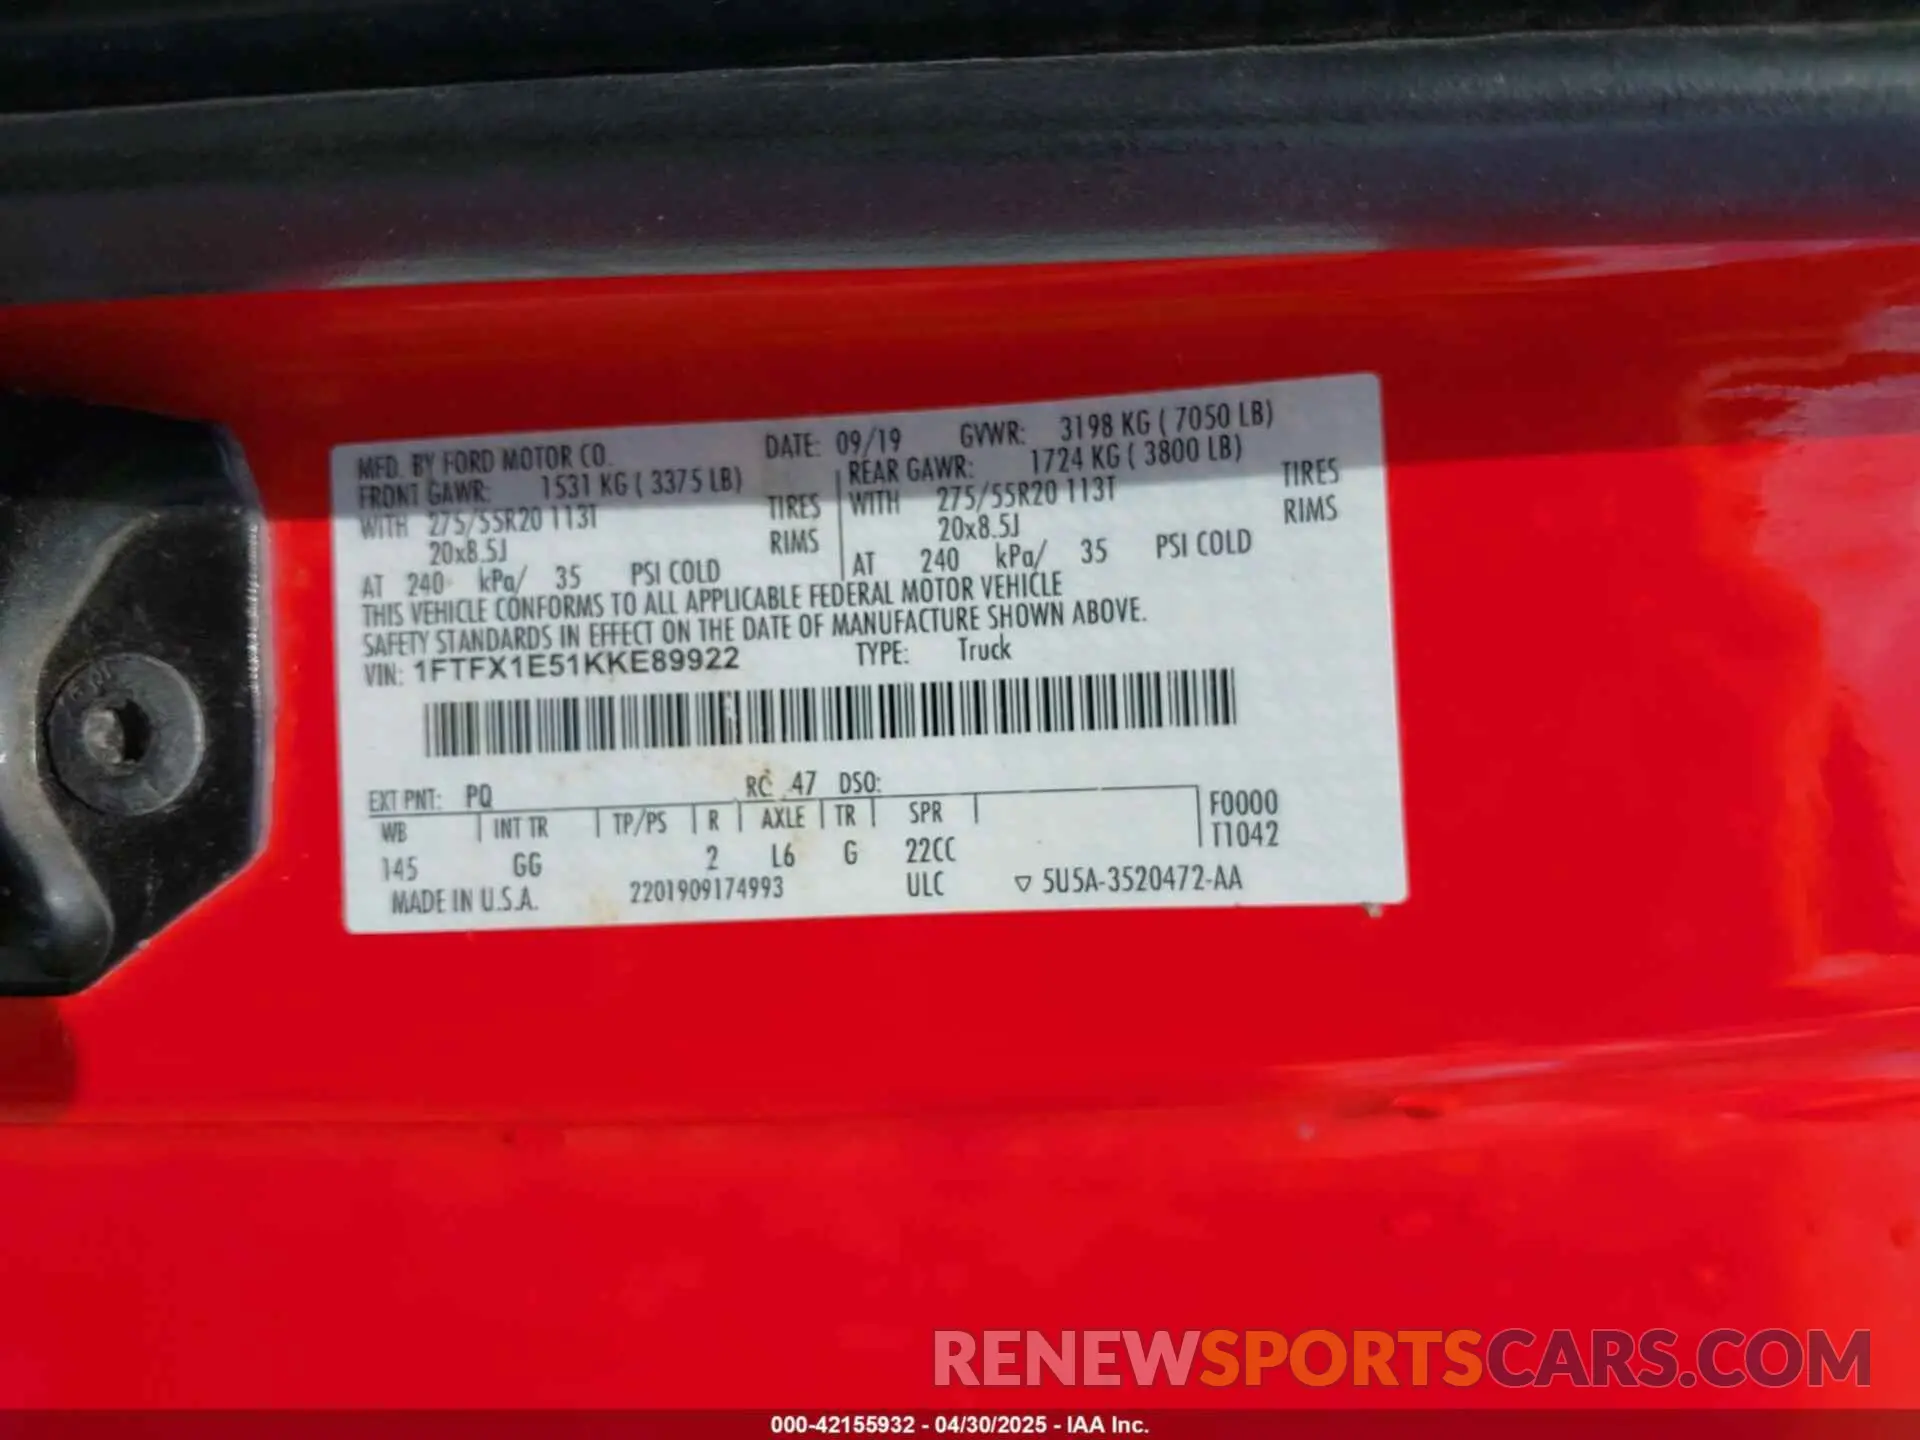 MFD. BY FORD MOTOR CO. DATE: 09/19 GVWR: 3198 KG ( 7050 LB)
FRONT GAWR: 1531 KG ( 3375 LB) REAR GAWR: 1724 KG ( 3800 LB)
WITH 275/55R20 113T TIRES WITH 275/55R20 113T TIRES
20x8.5J RIMS 20x8.5J RIMS
AT 240 kPa/ 35 PSI COLD AT 240 kPa/ 35 PSI COLD
THIS VEHICLE CONFORMS TO ALL APPLICABLE FEDERAL MOTOR VEHICLE
SAFETY STANDARDS IN EFFECT ON THE DATE OF MANUFACTURE SHOWN ABOVE.
VIN: 1FTFX1E51KKE89922 TYPE: Truck
EXT PNT: PQ RC 47 DSO:
WB INT TR TP/PS R AXLE TR SPR F0000
T1042
145 GG 2 L6 G 22CC
MADE IN U.S.A. 2201909174993 ULC ▽ 5U5A-3520472-AA
RENEWSPORTSCARS.COM
000-42155932 - 04/30/2025 - IAA Inc.